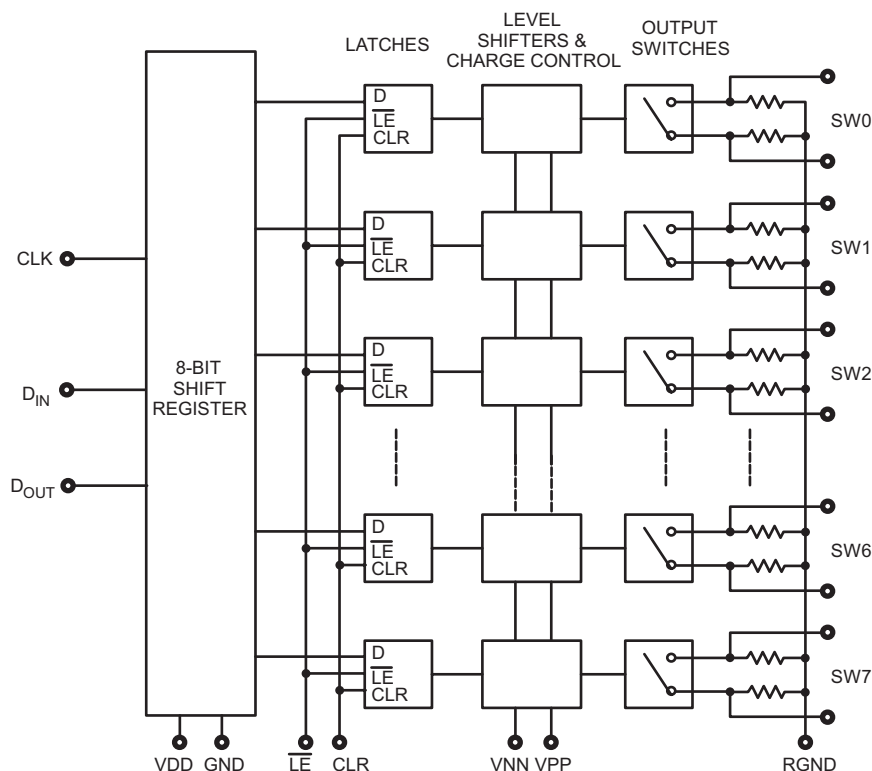 LATCHES
LEVEL
SHIFTERS &
CHARGE CONTROL
OUTPUT
SWITCHES
D
LE
CLR
SW0
D
LE
CLR
SW1
CLK
D
LE
CLR
SW2
8-BIT
SHIFT
REGISTER
DIN
DOUT
D
LE
CLR
SW6
D
LE
CLR
SW7
VDD GND LE CLR VNN VPP RGND